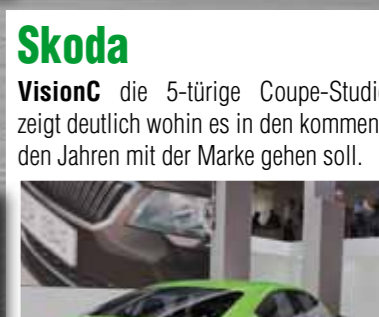 Skoda
VisionC die 5-türige Coupe-Studie
zeigt deutlich wohin es in den kommen-
den Jahren mit der Marke gehen soll.